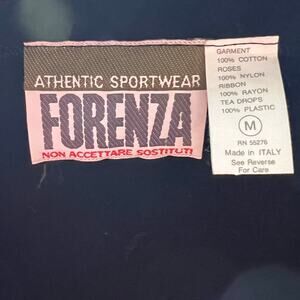 ATHENTIC SPORTWEAR
FORENZA
NON ACCETTARE SOSTITUTI
GARMENT
100% COTTON
ROSES
100% NYLON
RIBBON
100% RAYON
TEA DROPS
100% PLASTIC
M
RN 55276
Made in ITALY
See Reverse
For Care